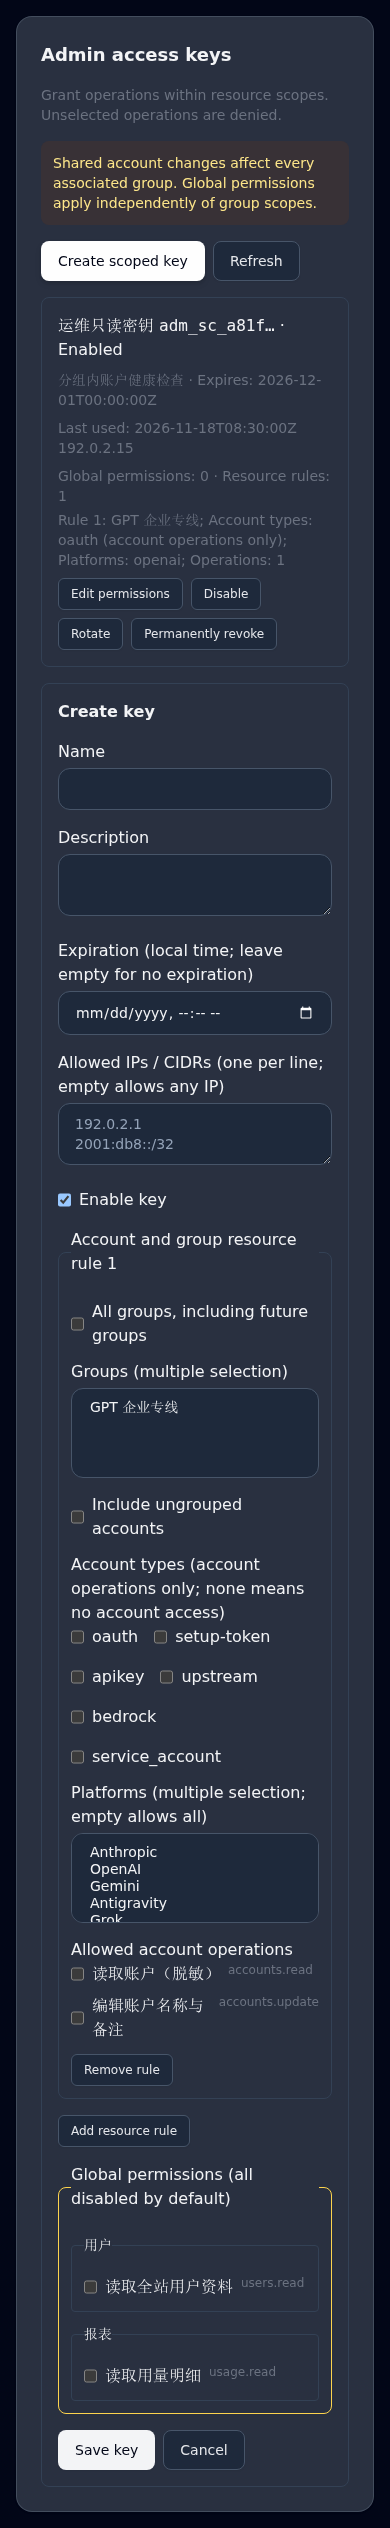 Admin access keys
Grant operations within resource scopes.
Unselected operations are denied.
Shared account changes affect every
associated group. Global permissions
apply independently of group scopes.
Create scoped key
Refresh
运维只读密钥 adm_sc_a81f… ·
Enabled
分组内账户健康检查 · Expires: 2026-12-
01T00:00:00Z
Last used: 2026-11-18T08:30:00Z
192.0.2.15
Global permissions: 0 · Resource rules:
1
Rule 1: GPT 企业专线; Account types:
oauth (account operations only);
Platforms: openai; Operations: 1
Edit permissions
Disable
Rotate
Permanently revoke
Create key
Name
Description
Expiration (local time; leave
empty for no expiration)
mm/dd/yyyy, --:-- --
Allowed IPs / CIDRs (one per line;
empty allows any IP)
192.0.2.1
2001:db8::/32
Enable key
Account and group resource
rule 1
All groups, including future
groups
Groups (multiple selection)
GPT 企业专线
Include ungrouped
accounts
Account types (account
operations only; none means
no account access)
oauth
setup-token
apikey
upstream
bedrock
service_account
Platforms (multiple selection;
empty allows all)
Anthropic
OpenAI
Gemini
Antigravity
Grok
Allowed account operations
读取账户（脱敏） accounts.read
编辑账户名称与 accounts.update
备注
Remove rule
Add resource rule
Global permissions (all
disabled by default)
用户
读取全站用户资料 users.read
报表
读取用量明细 usage.read
Save key
Cancel